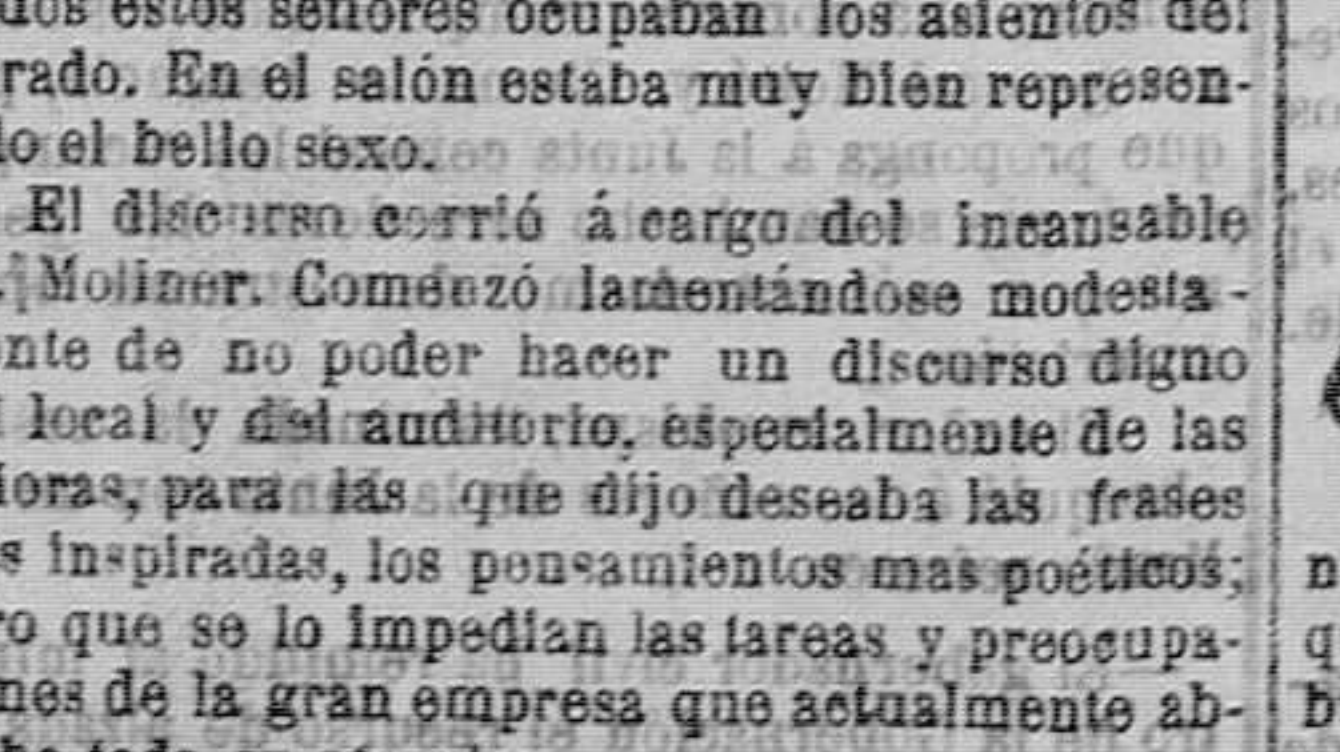 dos estos señores ocupaban los asientos del
rado. En el salón estaba muy bien represen-
do el bello sexo.
El discurso corrió á cargo del incansable
Moliner. Comenzó lamentándose modesta-
nte de no poder hacer un discurso digno
local y del auditorio, especialmente de las
ioras, para las que dijo deseaba las frases
s inspiradas, los pensamientos mas poéticos;
ro que se lo impedian las tareas y preocupa-
nes de la gran empresa que actualmente ab-
n
q
b